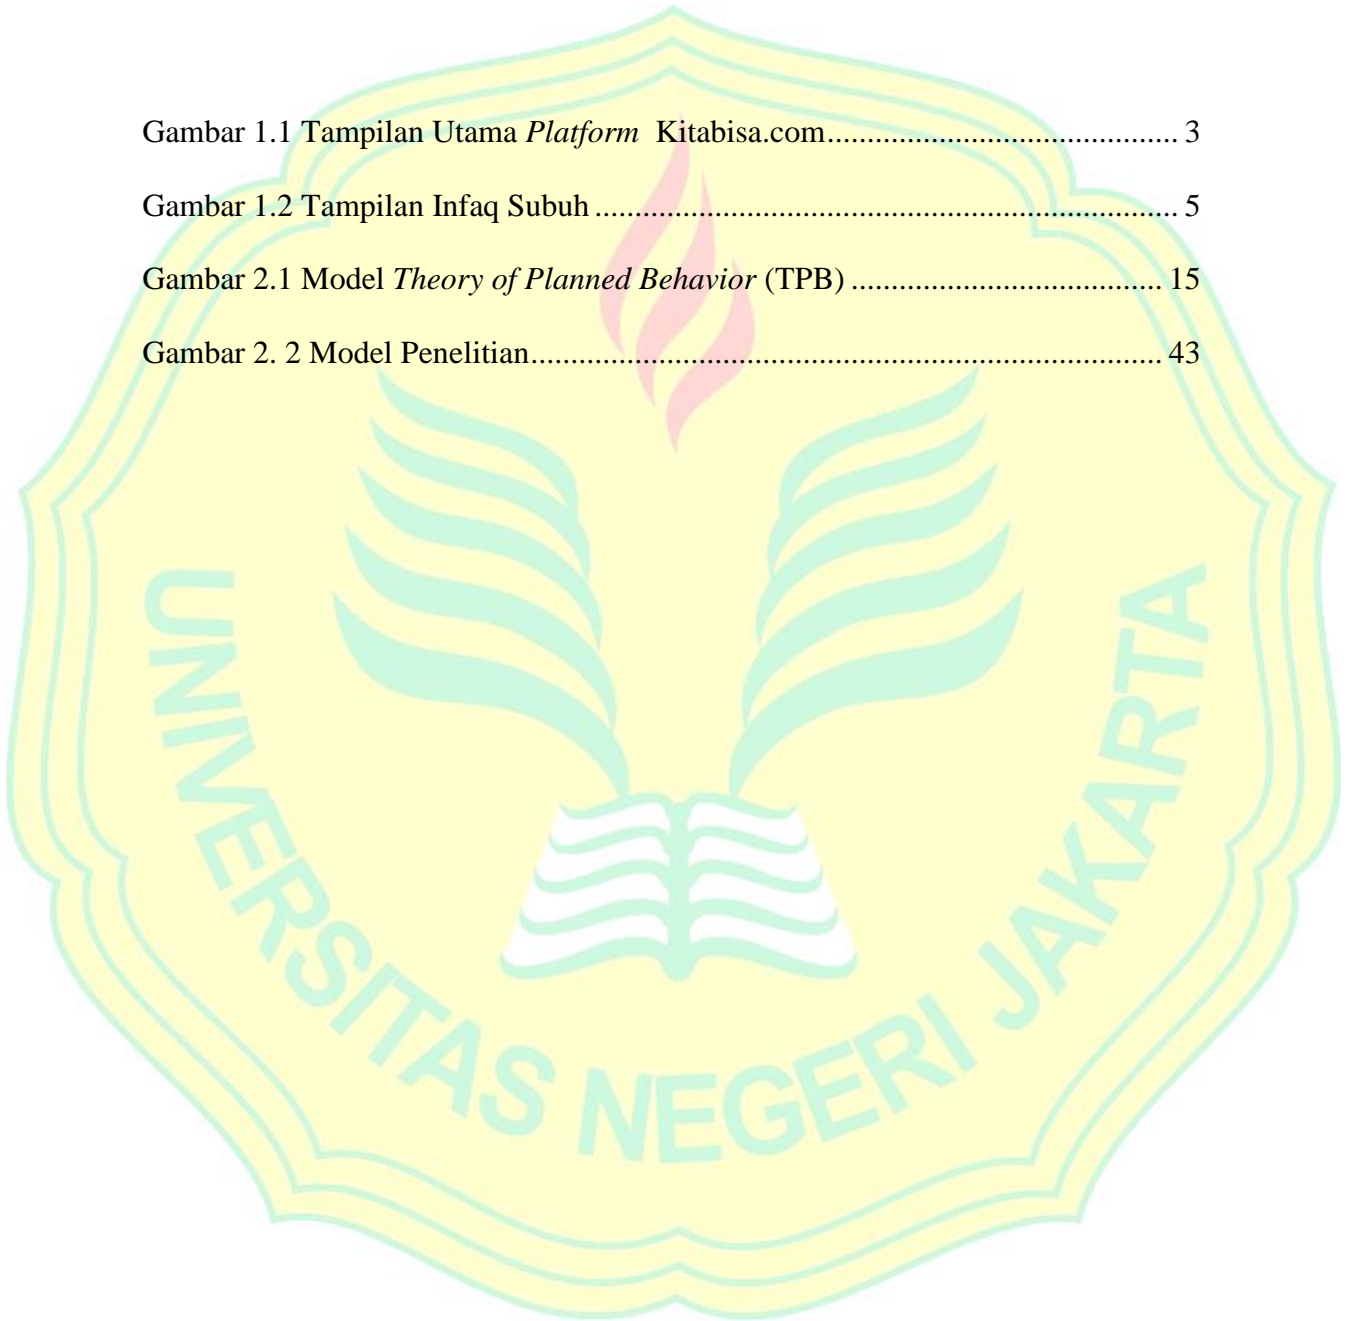 Gambar 1.1 Tampilan Utama Platform  Kitabisa.com............................................ 3
Gambar 1.2 Tampilan Infaq Subuh ......................................................................... 5
Gambar 2.1 Model Theory of Planned Behavior (TPB) ....................................... 15
Gambar 2. 2 Model Penelitian............................................................................... 43
UNIVERSITAS NEGERI JAKARTA